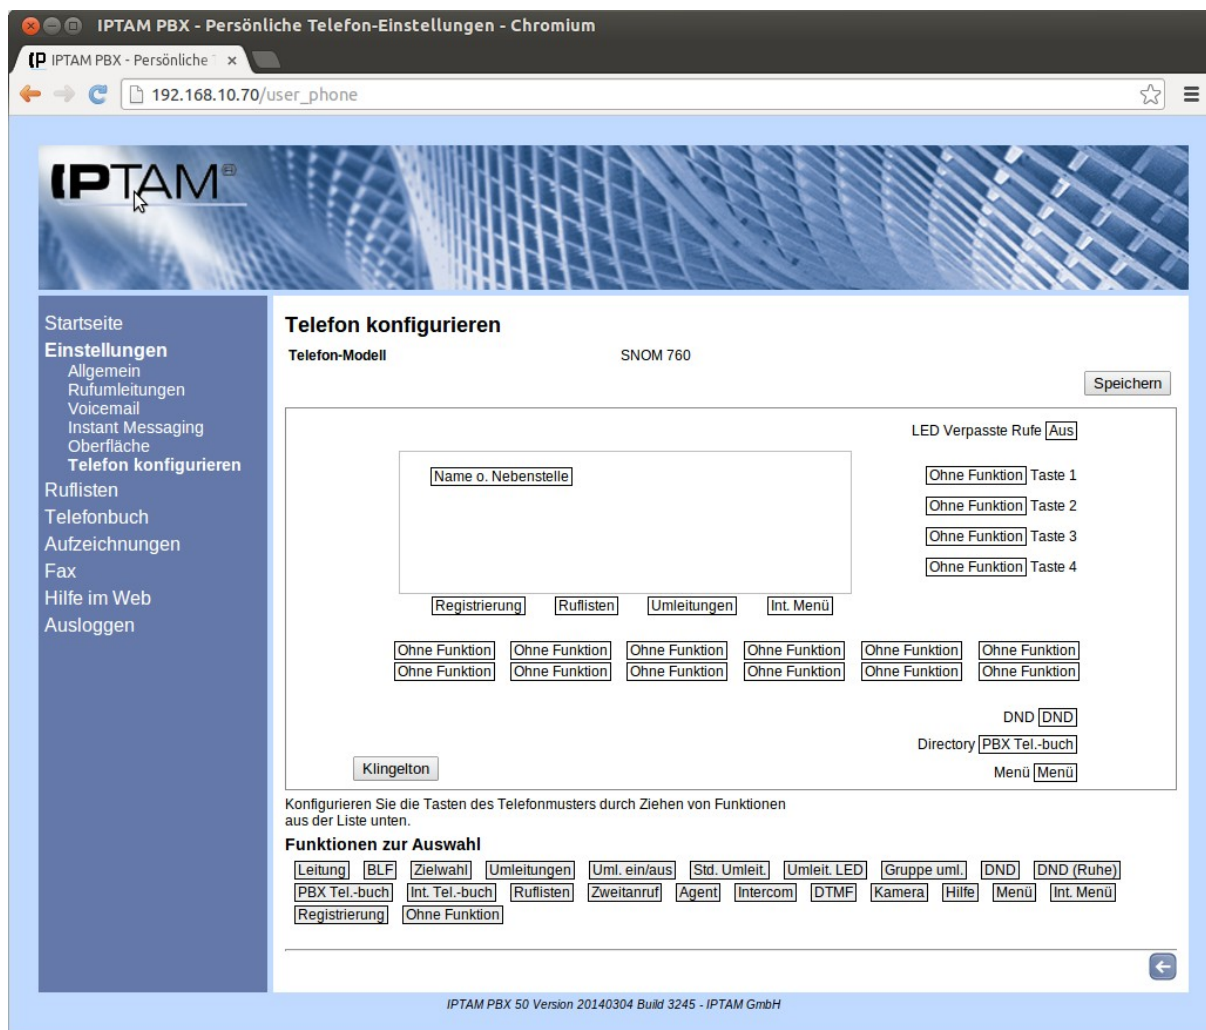 IPTAM PBX - Persönliche Telefon-Einstellungen - Chromium
IPTAM PBX - Persönliche
192.168.10.70/user_phone
IPTAM®
Startseite
Einstellungen
Allgemein
Rufumleitungen
Voicemail
Instant Messaging
Oberfläche
Telefon konfigurieren
Ruflisten
Telefonbuch
Aufzeichnungen
Fax
Hilfe im Web
Ausloggen
Telefon konfigurieren
Telefon-Modell SNOM 760
Speichern
LED Verpasste Rufe Aus
Name o. Nebenstelle
Ohne Funktion Taste 1
Ohne Funktion Taste 2
Ohne Funktion Taste 3
Ohne Funktion Taste 4
Registrierung Ruflisten Umleitungen Int. Menü
Ohne Funktion Ohne Funktion Ohne Funktion Ohne Funktion Ohne Funktion Ohne Funktion
Ohne Funktion Ohne Funktion Ohne Funktion Ohne Funktion Ohne Funktion Ohne Funktion
DND DND
Directory PBX Tel.-buch
Klingelton
Menü Menü
Konfigurieren Sie die Tasten des Telefonmusters durch Ziehen von Funktionen
aus der Liste unten.
Funktionen zur Auswahl
Leitung BLF Zielwahl Umleitungen Uml. ein/aus Std. Umleit. Umleit. LED Gruppe uml. DND DND (Ruhe)
PBX Tel.-buch Int. Tel.-buch Ruflisten Zweitanruf Agent Intercom DTMF Kamera Hilfe Menü Int. Menü
Registrierung Ohne Funktion
IPTAM PBX 50 Version 20140304 Build 3245 - IPTAM GmbH